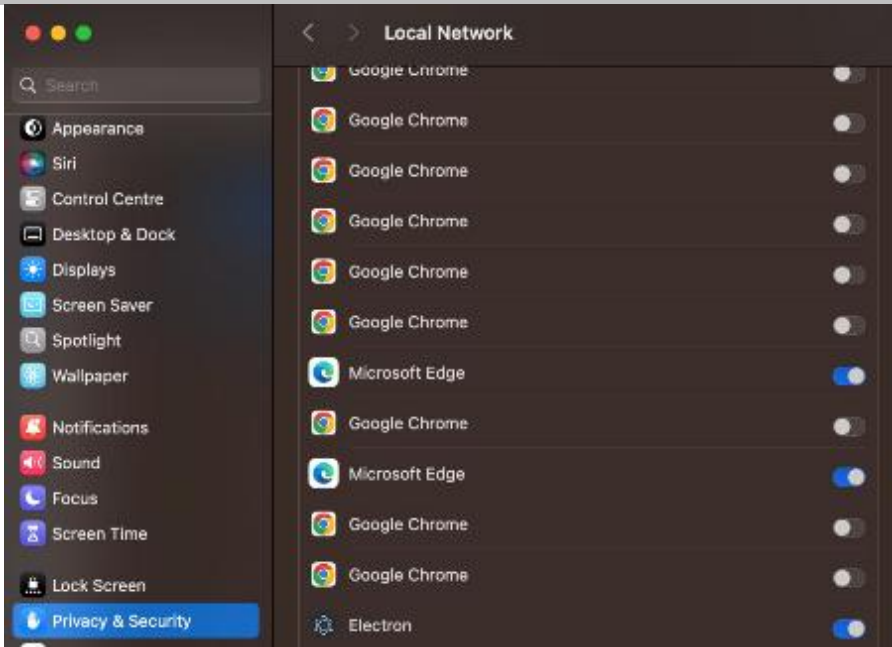 Local Network
Search
Appearance
Siri
Control Centre
Desktop & Dock
Displays
Screen Saver
Spotlight
Wallpaper
Notifications
Sound
Focus
Screen Time
Lock Screen
Privacy & Security
Google Chrome
Google Chrome
Google Chrome
Google Chrome
Google Chrome
Google Chrome
Microsoft Edge
Google Chrome
Microsoft Edge
Google Chrome
Google Chrome
Electron